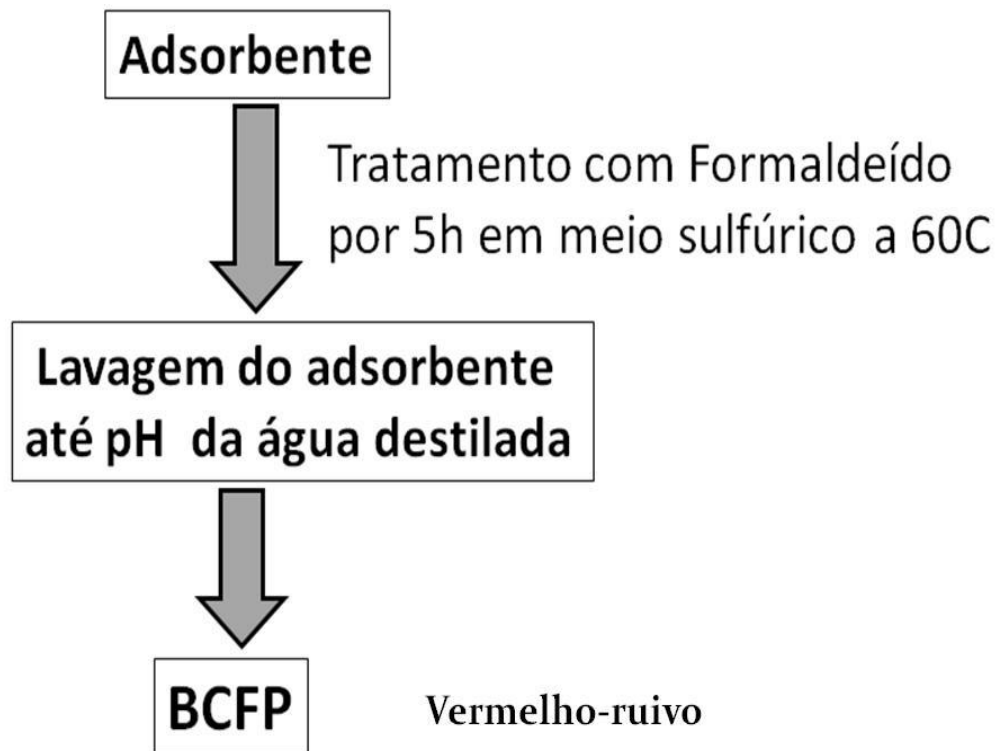 Adsorbente
Tratamento com Formaldeído
por 5h em meio sulfúrico a 60C
Lavagem do adsorbente
até pH da água destilada
BCFP
Vermelho-ruivo